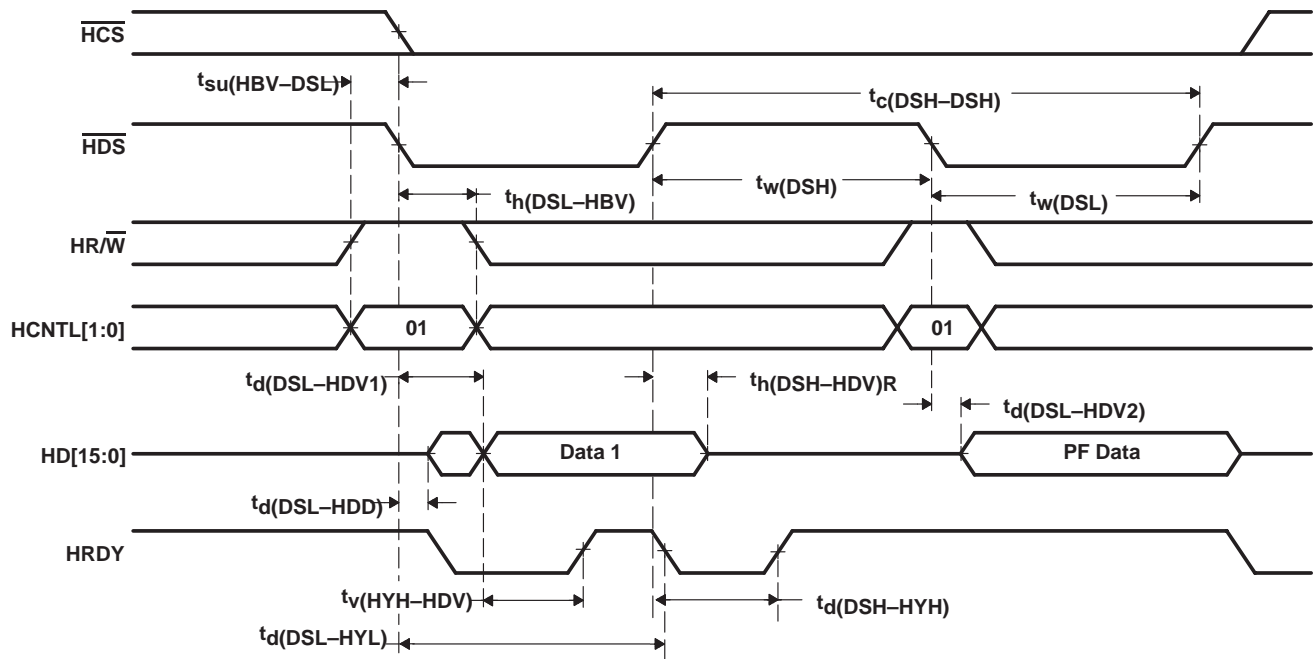 HCS
tsu(HBV–DSL)
tc(DSH–DSH)
HDS
tw(DSH)
th(DSL–HBV)
tw(DSL)
HR/W
HCNTL[1:0]
01
01
td(DSL–HDV1)
th(DSH–HDV)R
td(DSL–HDV2)
HD[15:0]
Data 1
PF Data
td(DSL–HDD)
HRDY
tv(HYH–HDV)
td(DSH–HYH)
td(DSL–HYL)